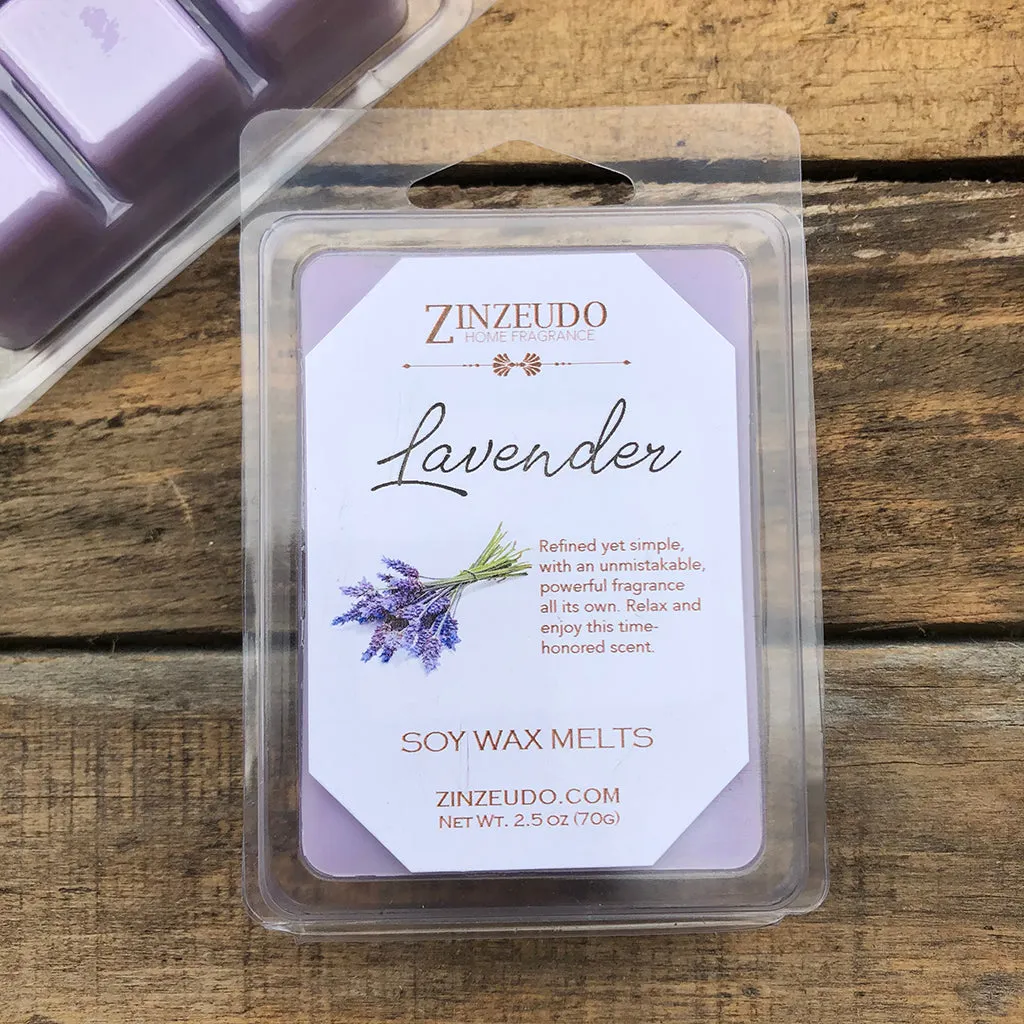 ZINZEUDO
HOME FRAGRANCE
Lavender
Refined yet simple,
with an unmistakable,
powerful fragrance
all its own. Relax and
enjoy this time-
honored scent.
SOY WAX MELTS
ZINZEUDO.COM
NET WT. 2.5 OZ (70G)